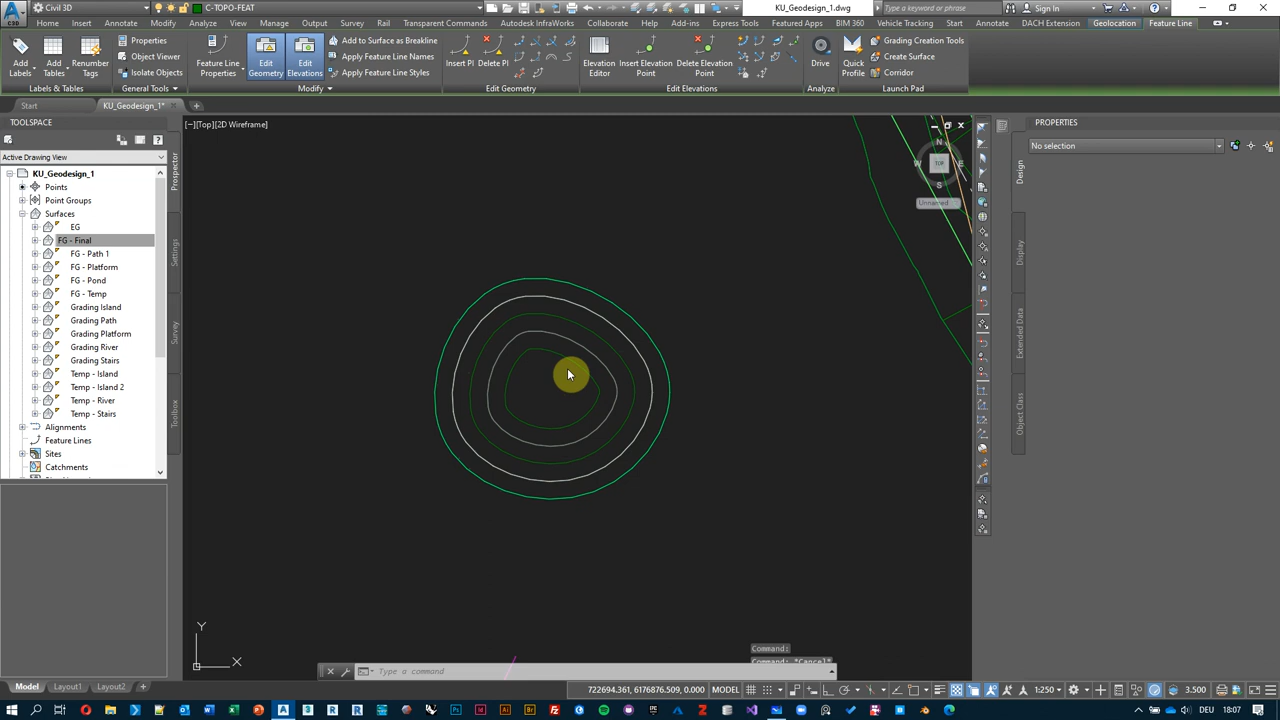 Civil 3D
C-TOPO-FEAT
KU_Geodesign_1.dwg
Type a keyword or phrase
Sign In
Home
Insert
Annotate
Modify
Analyze
View
Manage
Output
Survey
Rail
Transparent Commands
Autodesk InfraWorks
Collaborate
Help
Add-ins
Express Tools
Featured Apps
BIM 360
Vehicle Tracking
Start
Annotate
DACH Extension
Geolocation
Feature Line
Add Labels
Add Tables
Renumber Tags
Labels & Tables
Properties
Object Viewer
Isolate Objects
General Tools
Feature Line Properties
Edit Geometry
Edit Elevations
Add to Surface as Breakline
Apply Feature Line Names
Apply Feature Line Styles
Modify
Insert PI
Delete PI
Edit Geometry
Elevation Editor
Insert Elevation Point
Delete Elevation Point
Edit Elevations
Drive
Analyze
Quick Profile
Grading Creation Tools
Create Surface
Corridor
Launch Pad
Start
KU_Geodesign_1*
TOOLSPACE
Active Drawing View
KU_Geodesign_1
Points
Point Groups
Surfaces
EG
FG - Final
FG - Path 1
FG - Platform
FG - Pond
FG - Temp
Grading Island
Grading Path
Grading Platform
Grading River
Grading Stairs
Temp - Island
Temp - Island 2
Temp - River
Temp - Stairs
Alignments
Feature Lines
Sites
Catchments
Prospector
Settings
Survey
Toolbox
[−][Top][2D Wireframe]
N
W
TOP
E
S
Unnamed
Y
X
PROPERTIES
No selection
Design
Display
Extended Data
Object Class
Command:
Command: *Cancel*
Type a command
Model
Layout1
Layout2
722694.361, 6176876.509, 0.000
MODEL
1:250
3.500
DE
18:07